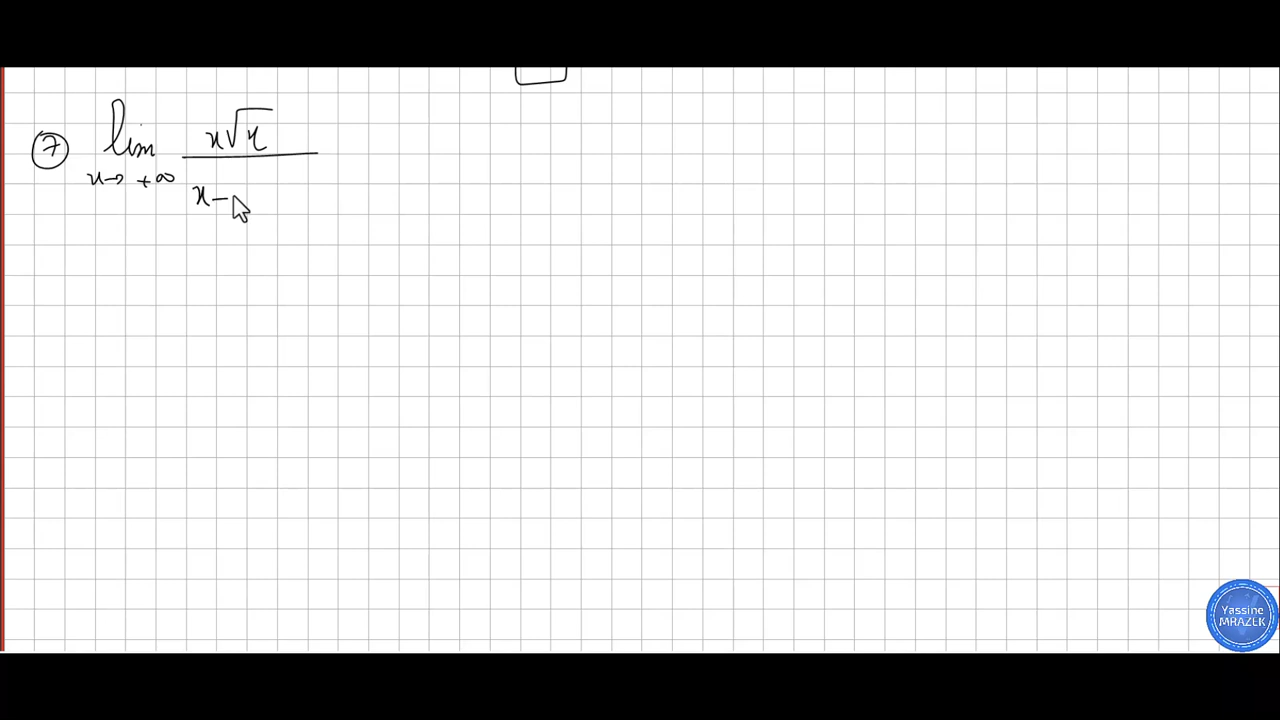 ⑦ lim x→+∞ x√x / x-
Yassine
MRAZEK